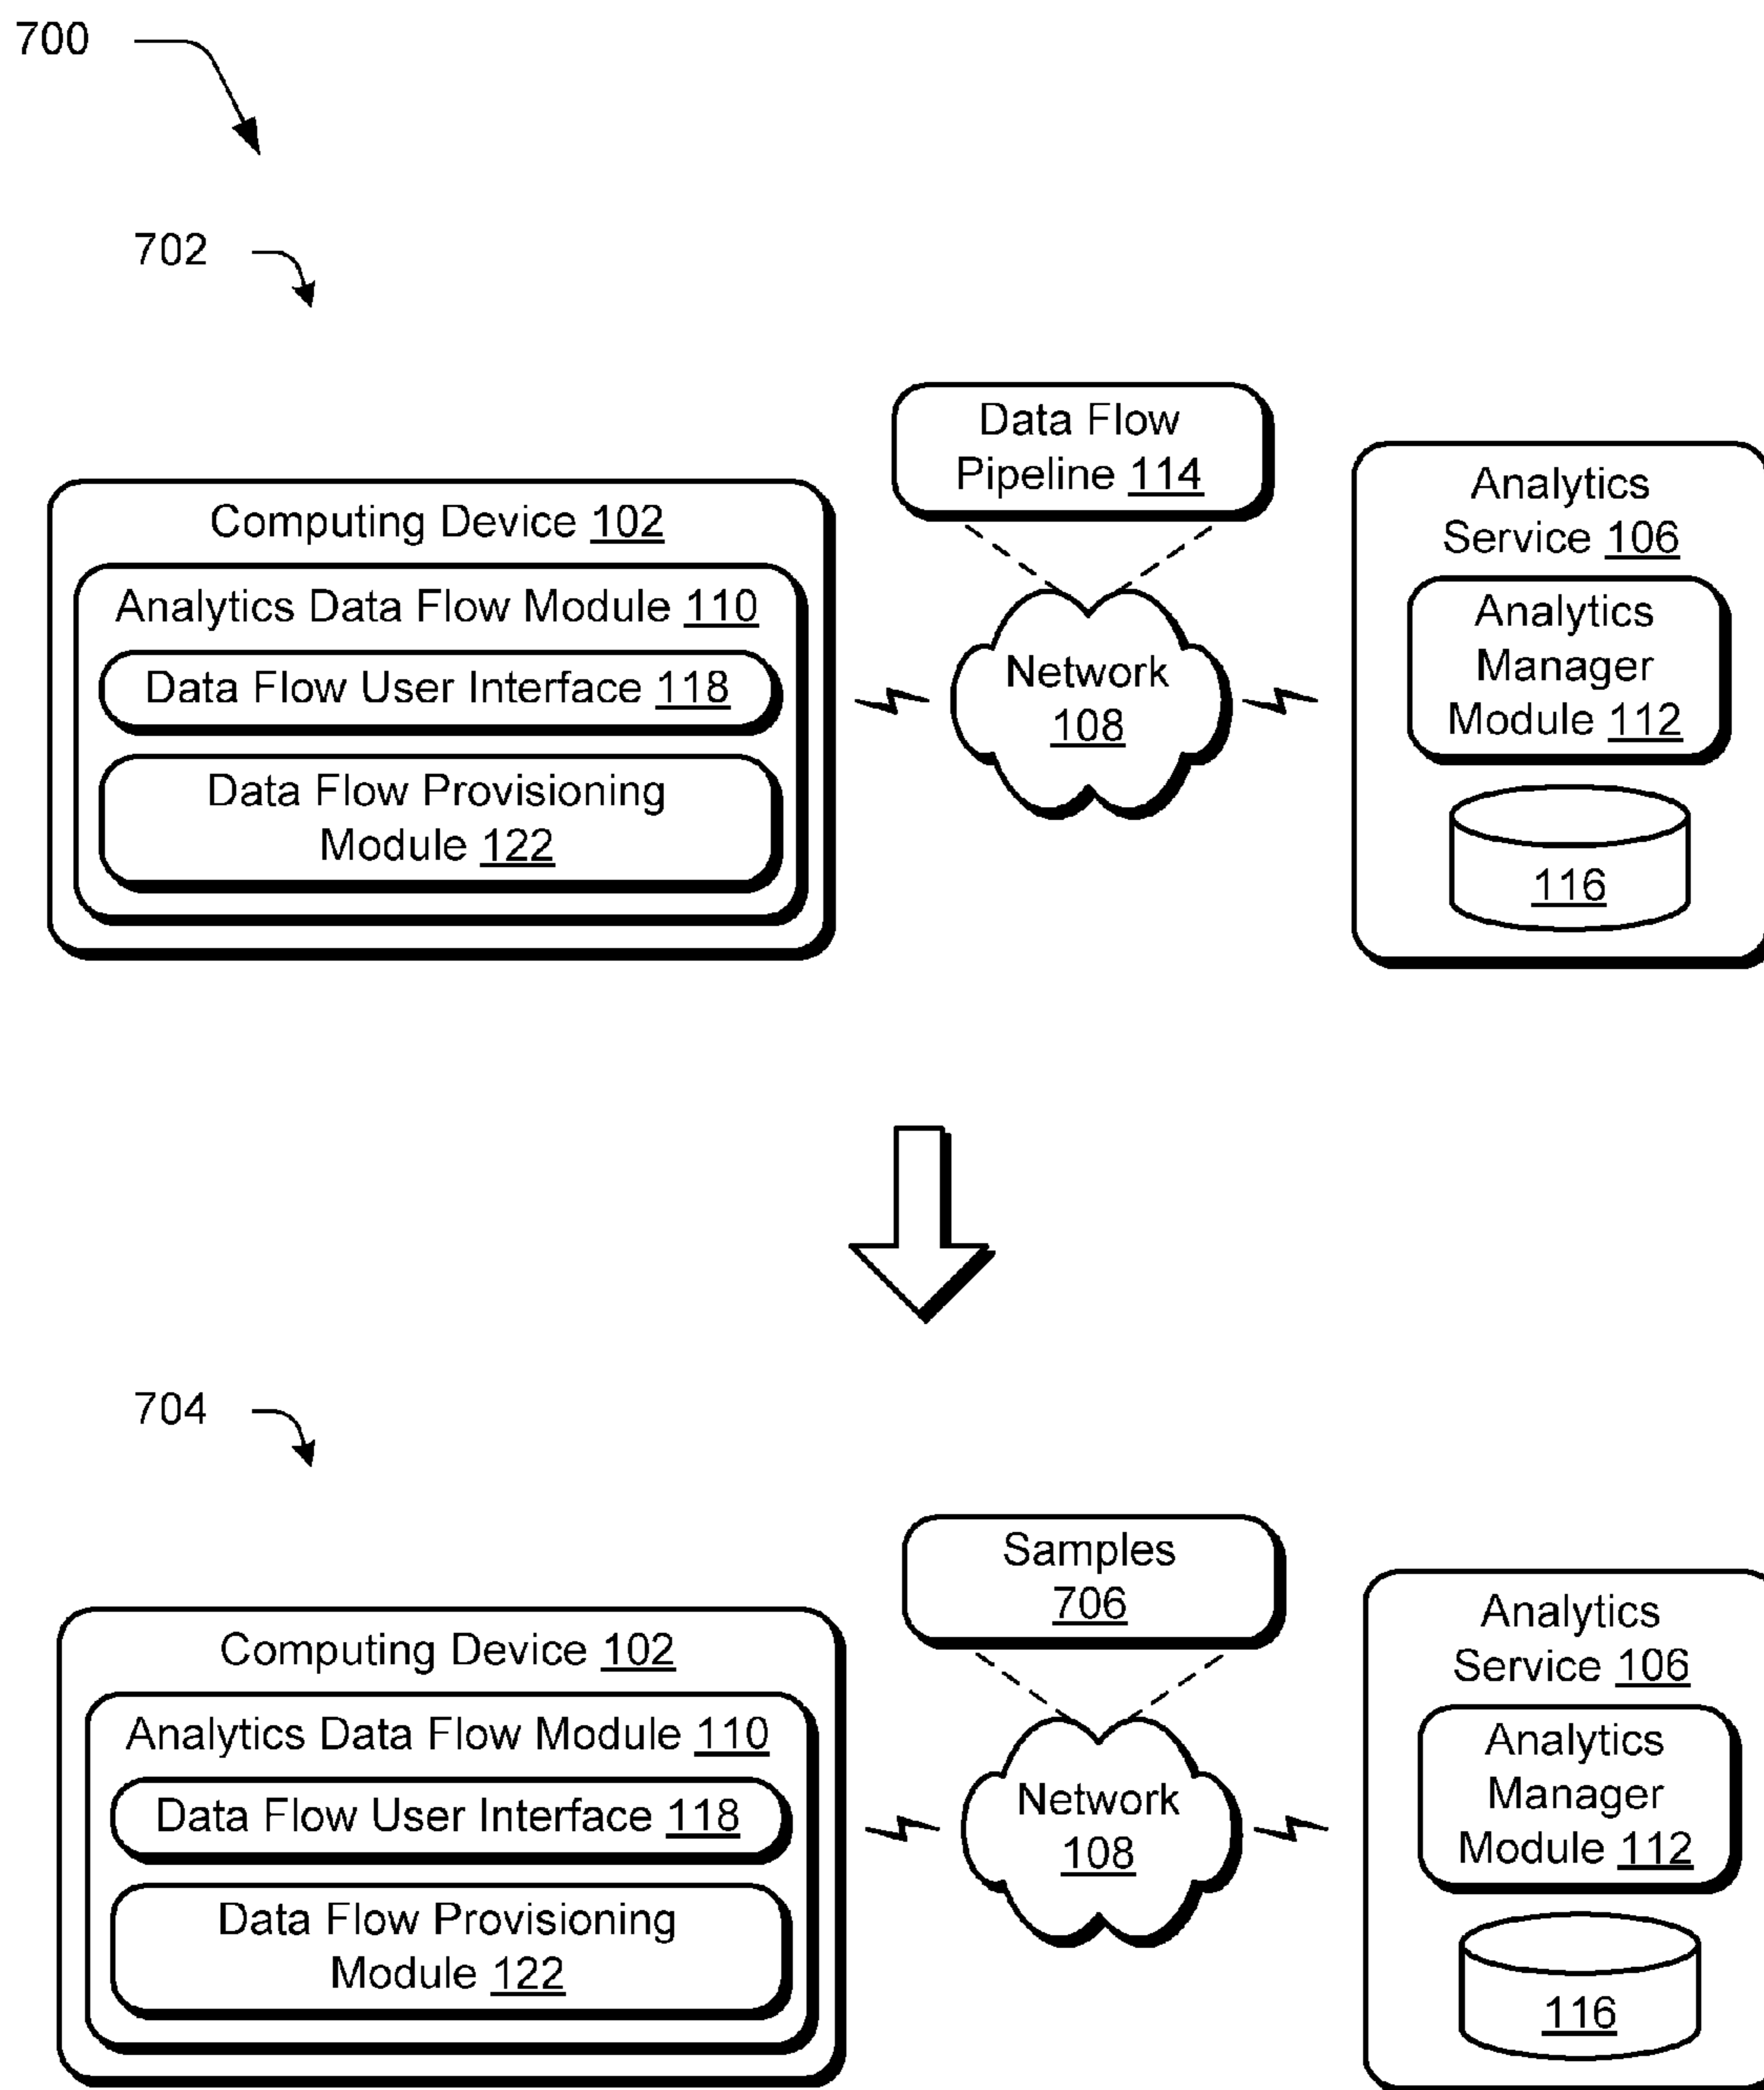 700
702
Data Flow
Pipeline 114
Computing Device 102
Analytics Data Flow Module 110
Data Flow User Interface 118
Data Flow Provisioning
Module 122
Network
108
Analytics
Service 106
Analytics
Manager
Module 112
116
704
Samples
706
Computing Device 102
Analytics Data Flow Module 110
Data Flow User Interface 118
Data Flow Provisioning
Module 122
Network
108
Analytics
Service 106
Analytics
Manager
Module 112
116